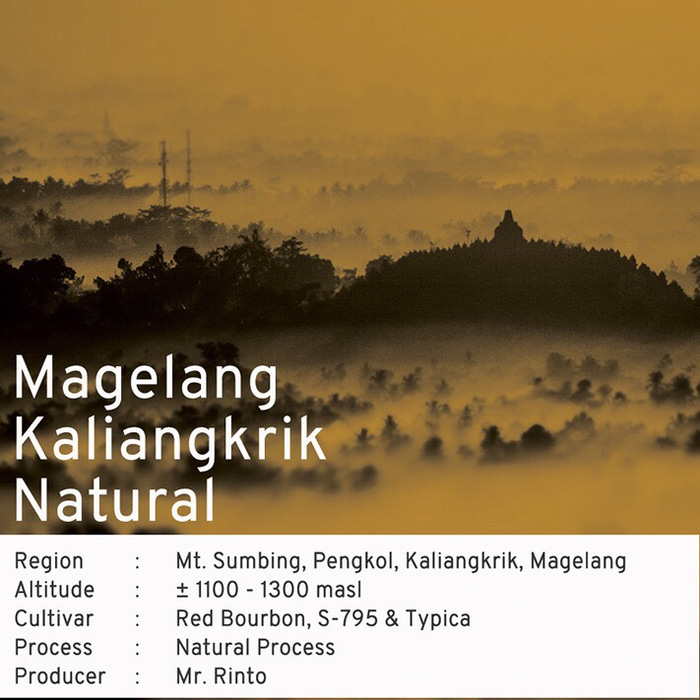 Magelang
Kaliangkrik
Natural
Region : Mt. Sumbing, Pengkol, Kaliangkrik, Magelang
Altitude : ± 1100 - 1300 masl
Cultivar : Red Bourbon, S-795 & Typica
Process : Natural Process
Producer : Mr. Rinto